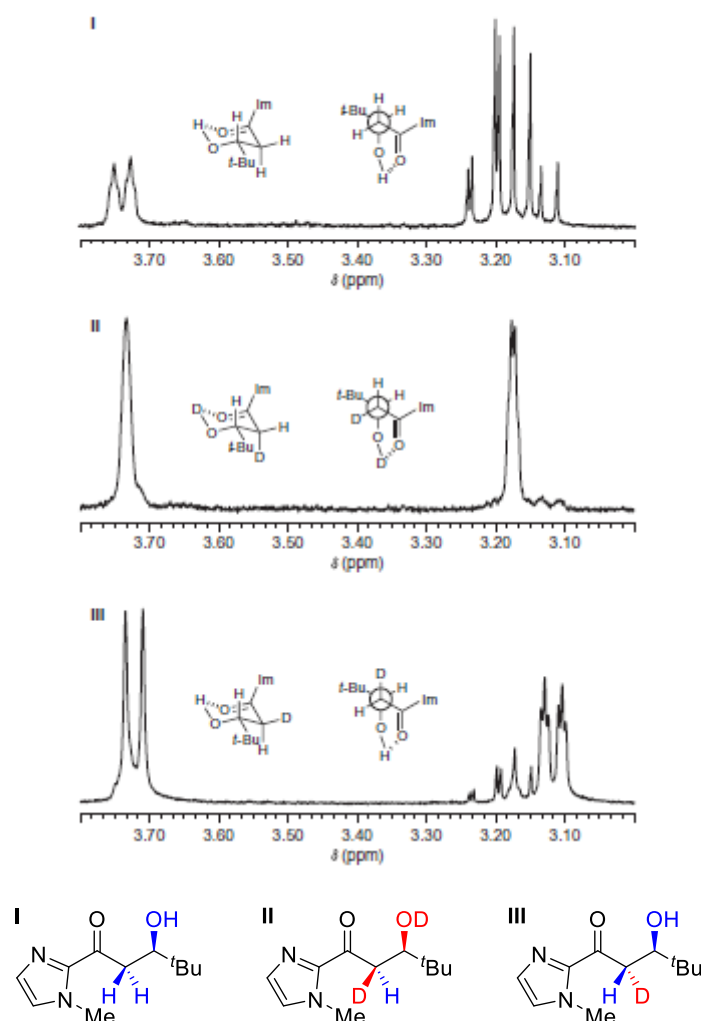 I
H Im
H O H
O
t-Bu H
H
t-Bu H
H Im
O O
H
3.70 3.60 3.50 3.40 3.30 3.20 3.10
δ (ppm)
II
Im
D O H
O H
t-Bu D
H
t-Bu H
D Im
O O
D
3.70 3.60 3.50 3.40 3.30 3.20 3.10
δ (ppm)
III
Im
H O H
O D
t-Bu H
D
t-Bu H
H Im
O O
H
3.70 3.60 3.50 3.40 3.30 3.20 3.10
δ (ppm)
I II III
O OH O OD O OH
N tBu N tBu N tBu
N H H N D H N H D
Me Me Me